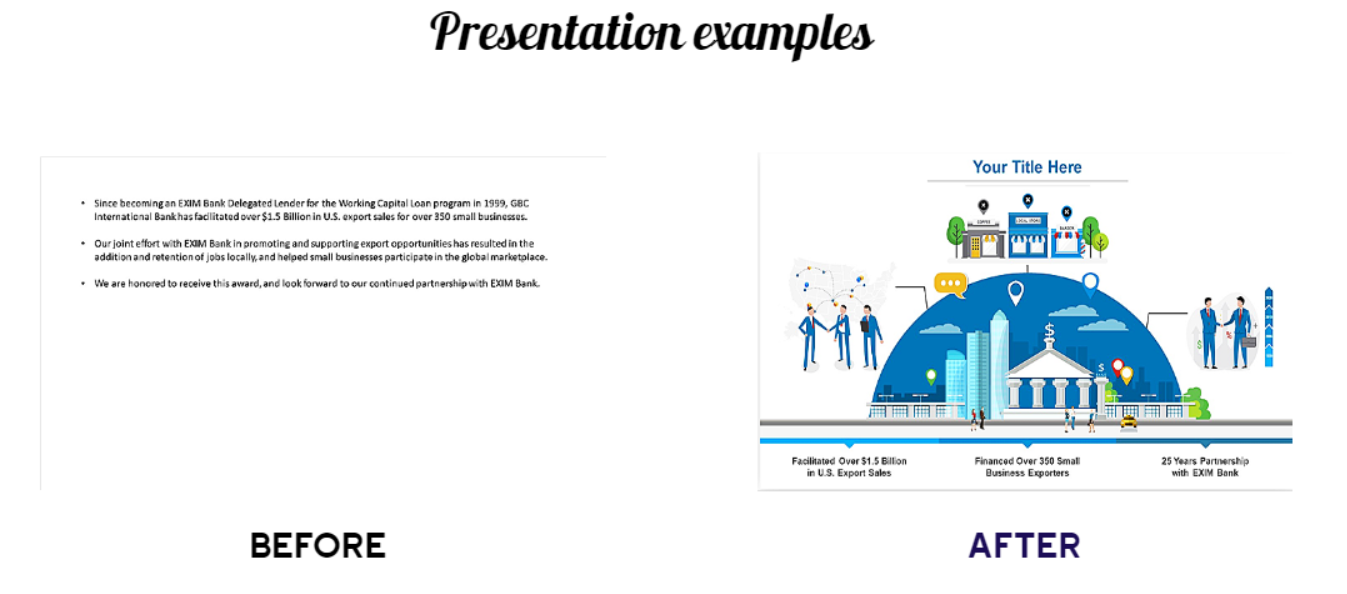 Presentation examples
• Since becoming an EXIM Bank Delegated Lender for the Working Capital Loan program in 1999, GBC
International Bank has facilitated over $1.5 Billion in U.S. export sales for over 350 small businesses.
• Our joint effort with EXIM Bank in promoting and supporting export opportunities has resulted in the
addition and retention of jobs locally, and helped small businesses participate in the global marketplace.
• We are honored to receive this award, and look forward to our continued partnership with EXIM Bank.
BEFORE
Your Title Here
COFFEE
LOCAL STORE
$
$
$
%
Facilitated Over $1.5 Billion
in U.S. Export Sales
Financed Over 350 Small
Business Exporters
25 Years Partnership
with EXIM Bank
AFTER